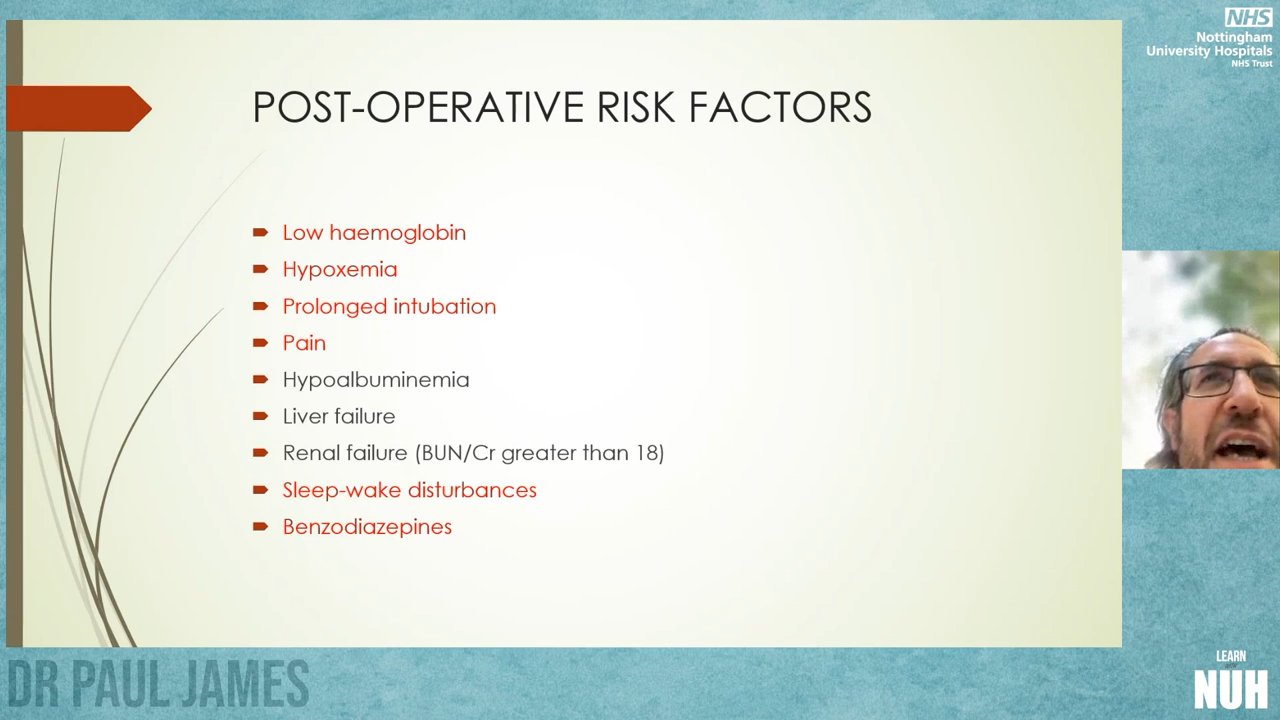 NHS
Nottingham
University Hospitals
NHS Trust
POST-OPERATIVE RISK FACTORS
Low haemoglobin
Hypoxemia
Prolonged intubation
Pain
Hypoalbuminemia
Liver failure
Renal failure (BUN/Cr greater than 18)
Sleep-wake disturbances
Benzodiazepines
DR PAUL JAMES
LEARN
NUH